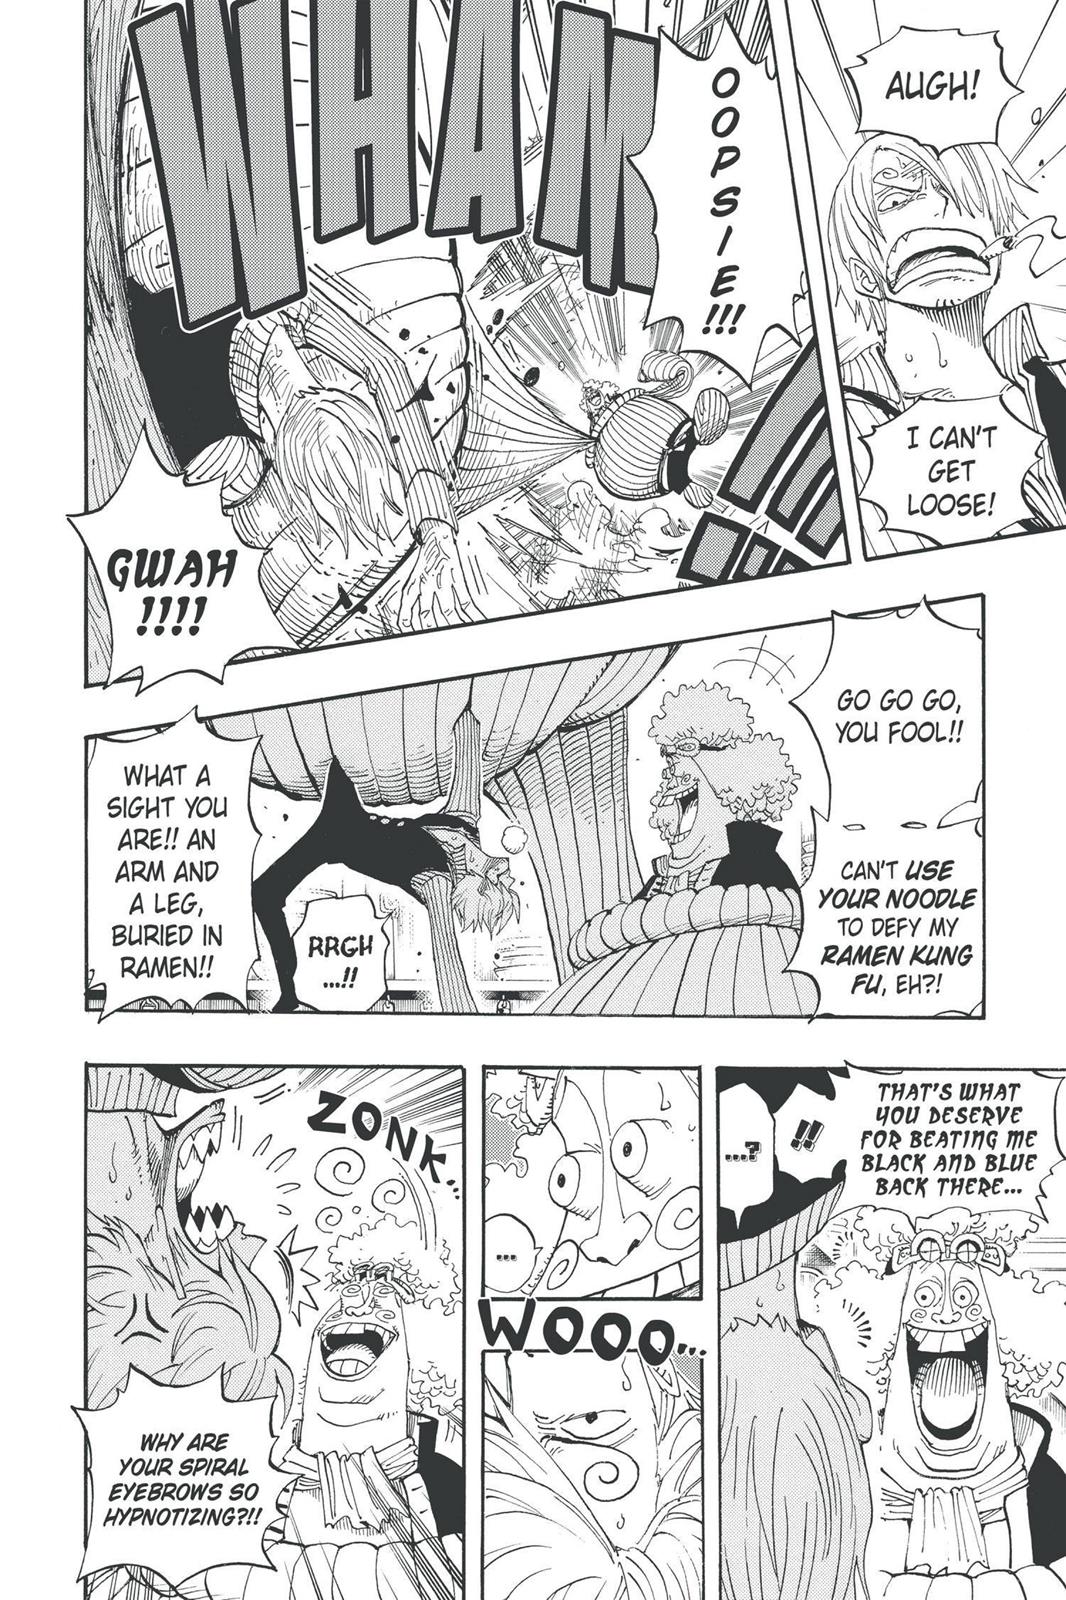 AUGH!
I CAN'T
GET
LOOSE!
OOPSIE!!!
WHAM
GWAH
!!!!
GO GO GO,
YOU FOOL!!
CAN'T USE
YOUR NOODLE
TO DEFY MY
RAMEN KUNG
FU, EH?!
RRGH
...!!
WHAT A
SIGHT YOU
ARE!! AN
ARM AND
A LEG,
BURIED IN
RAMEN!!
THAT'S WHAT
YOU DESERVE
FOR BEATING ME
BLACK AND BLUE
BACK THERE...
!!
....?
...
WOOO...
ZONK...
WHY ARE
YOUR SPIRAL
EYEBROWS SO
HYPNOTIZING?!!